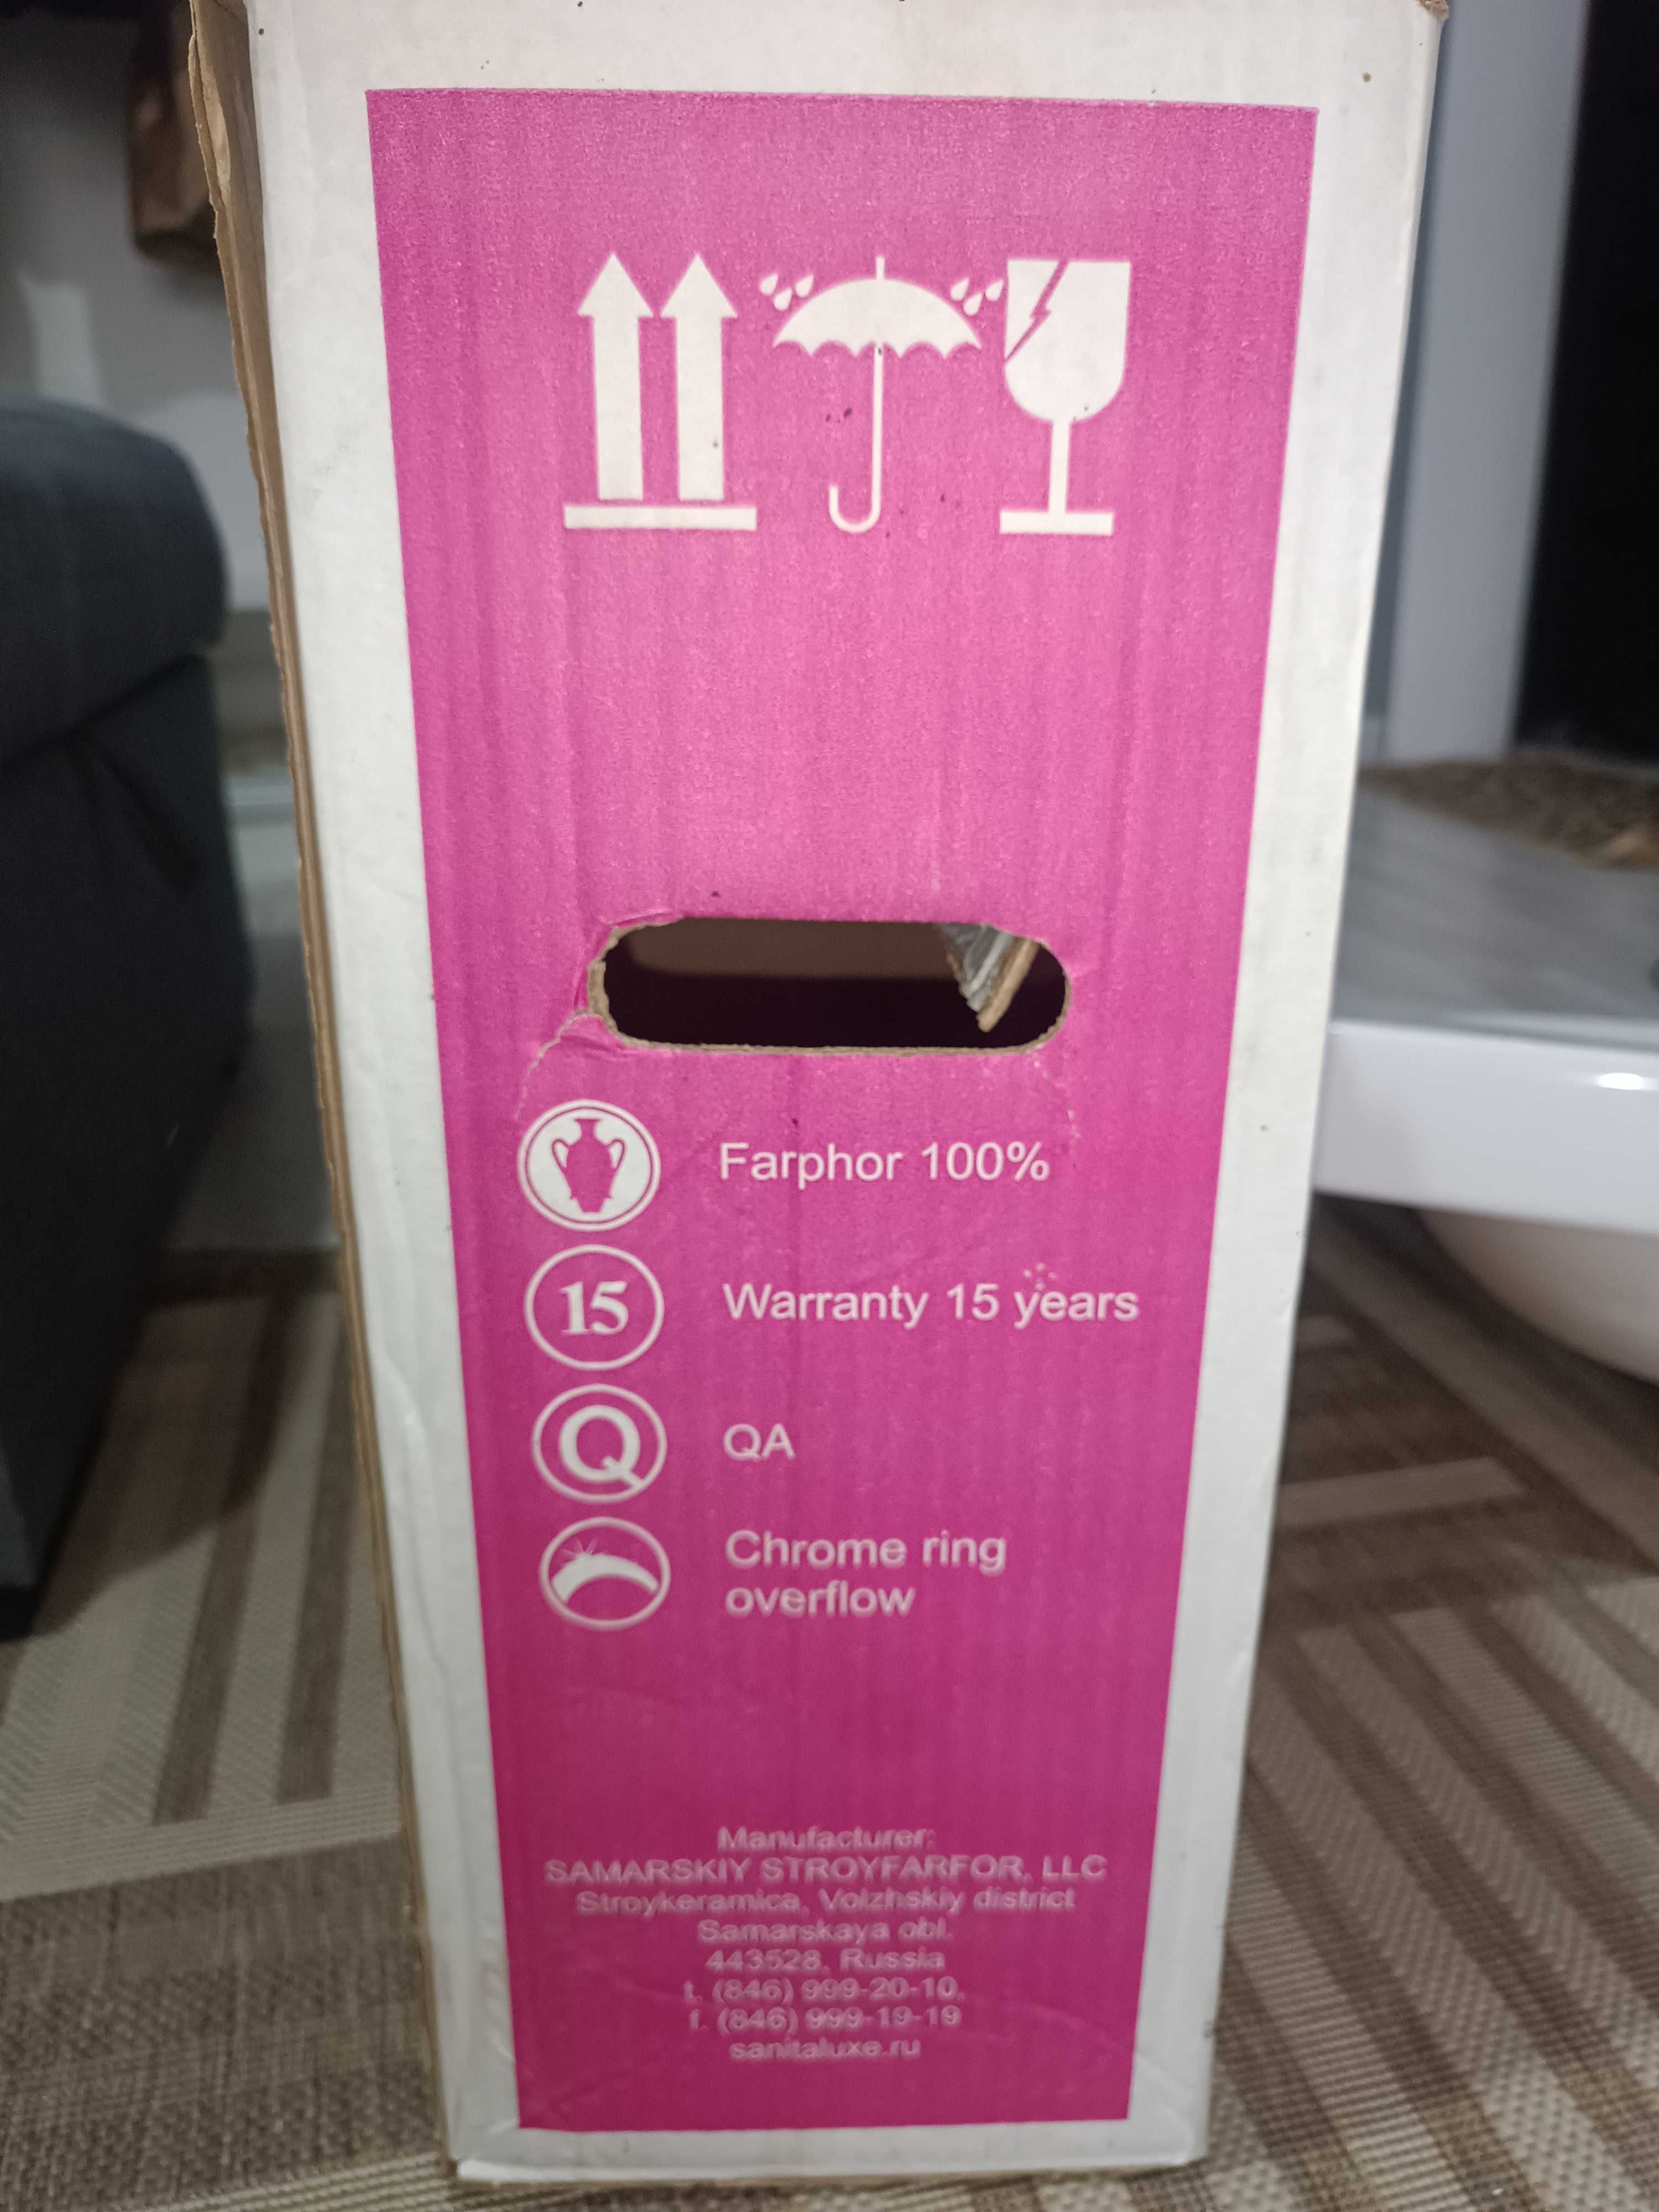 Farphor 100%
15
Warranty 15 years
Q
QA
Chrome ring
overflow
Manufacturer:
SAMARSKIY STROYFARFOR, LLC
Stroykeramica, Volzhskiy district
Samarskaya obl.
443528, Russia
t. (846) 999-20-10,
f. (846) 999-19-19
sanitaluxe.ru